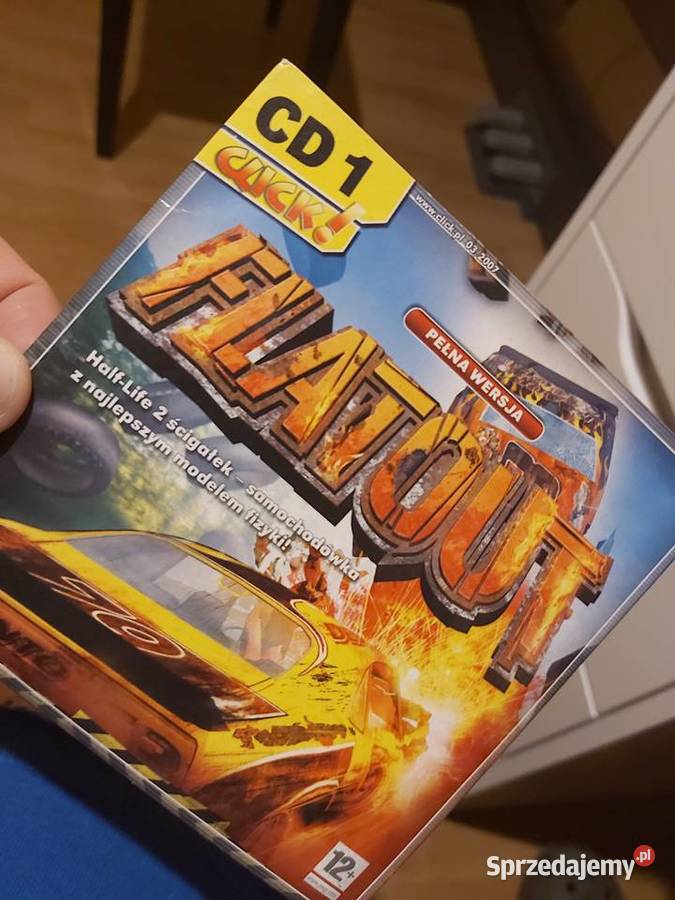 CD 1
CLICK!
www.click.pl 03/2007
FLATOUT
PEŁNA WERSJA
Half-Life 2 ścigałek - samochodówka
z najlepszym modelem fizyki!
12+
Sprzedajemy.pl